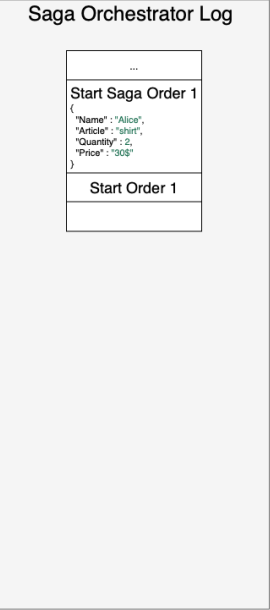 Saga Orchestrator Log
...
Start Saga Order 1
{
"Name" : "Alice",
"Article" : "shirt",
"Quantity" : 2,
"Price" : "30$"
}
Start Order 1